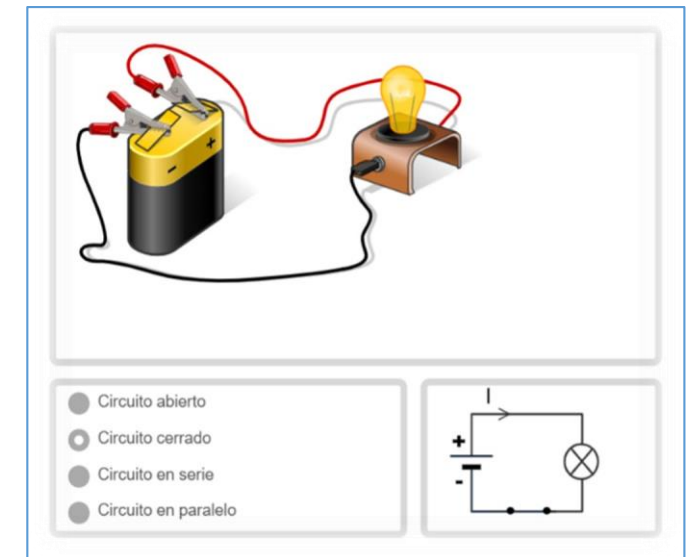 - +
Circuito abierto
Circuito cerrado
Circuito en serie
Circuito en paralelo
I
+
-